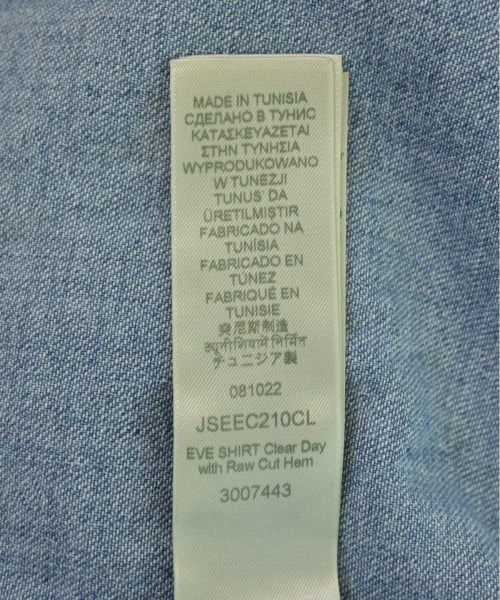 MADE IN TUNISIA
СДЕЛАНО В ТУНИС
ΚΑΤΑΣΚΕΥΑΖΕΤΑΙ
ΣΤΗΝ ΤΥΝΗΣΙΑ
WYPRODUKOWANO
W TUNEZJI
TUNUS' DA
ÜRETILMISTIR
FABRICADO NA
TUNÍSIA
FABRICADO EN
TÚNEZ
FABRIQUÉ EN
TUNISIE
突尼斯制造
ट्यूनीशिया में निर्मित
チュニジア製
081022
JSEEC210CL
EVE SHIRT Clear Day
with Raw Cut Hem
3007443